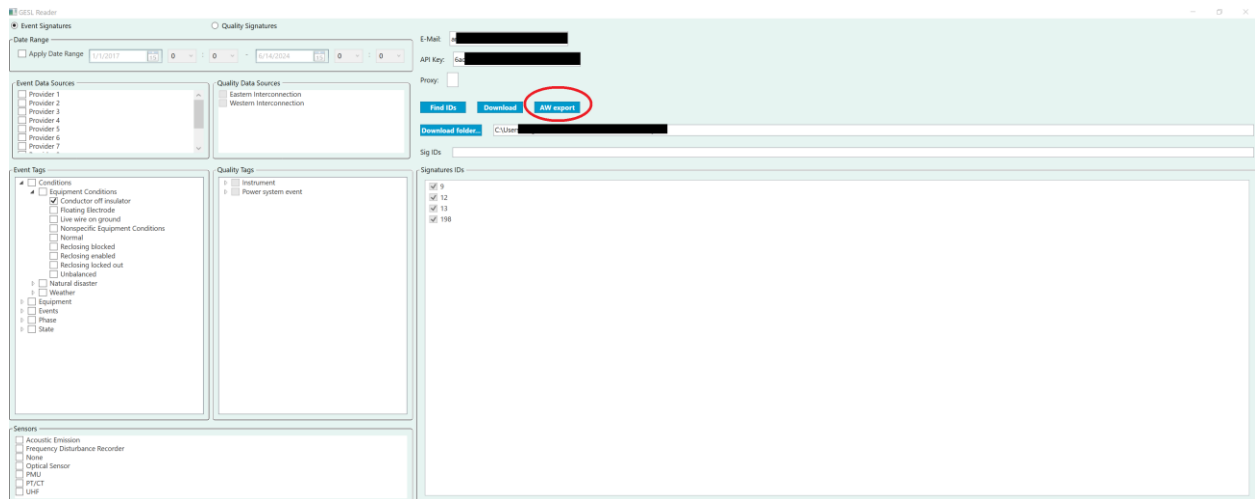 GESL Reader
Event Signatures
Quality Signatures
Date Range
Apply Date Range 1/1/2017 0 : 0 - 6/14/2024 0 : 0
E-Mail:
API Key: 6ac
Proxy:
Event Data Sources
Provider 1
Provider 2
Provider 3
Provider 4
Provider 5
Provider 6
Provider 7
Quality Data Sources
Eastern Interconnection
Western Interconnection
Find IDs Download AW export
Download folder... C:\User
Sig IDs
Event Tags
Conditions
Equipment Conditions
Conductor off insulator
Floating Electrode
Live wire on ground
Nonspecific Equipment Conditions
Normal
Reclosing blocked
Reclosing enabled
Reclosing locked out
Unbalanced
Natural disaster
Weather
Equipment
Events
Phase
State
Quality Tags
Instrument
Power system event
Signatures IDs
9
12
13
198
Sensors
Acoustic Emission
Frequency Disturbance Recorder
None
Optical Sensor
PMU
PT/CT
UHF